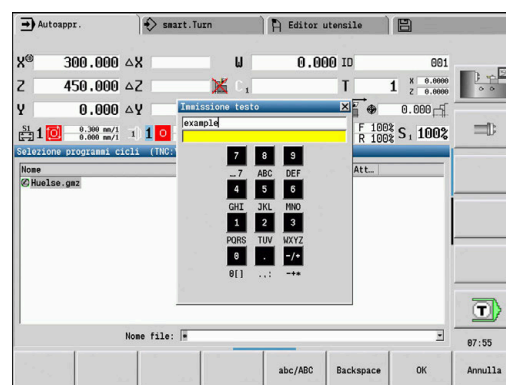 Autoappr. smart.Turn Editor utensile
X 300.000 ΔX W 0.000 ID 001
Z 450.000 ΔZ C1 T 1 X 0.0000
Z 0.0000
Y 0.000 ΔY 0.000
S1 1 0.300 mm/1 1 F 100% S1 100%
0.000 mm/1 R 100%
Immissione testo
example
Selezione programmi cicli (TNC:
Nome Att…
Huelse.gmz
7 8 9
_.7 ABC DEF
4 5 6
GHI JKL MNO
1 2 3
PQRS TUV WXYZ
0 . -/+
0[] ..: -+*
T
Nome file: *
07:55
abc/ABC Backspace OK Annulla